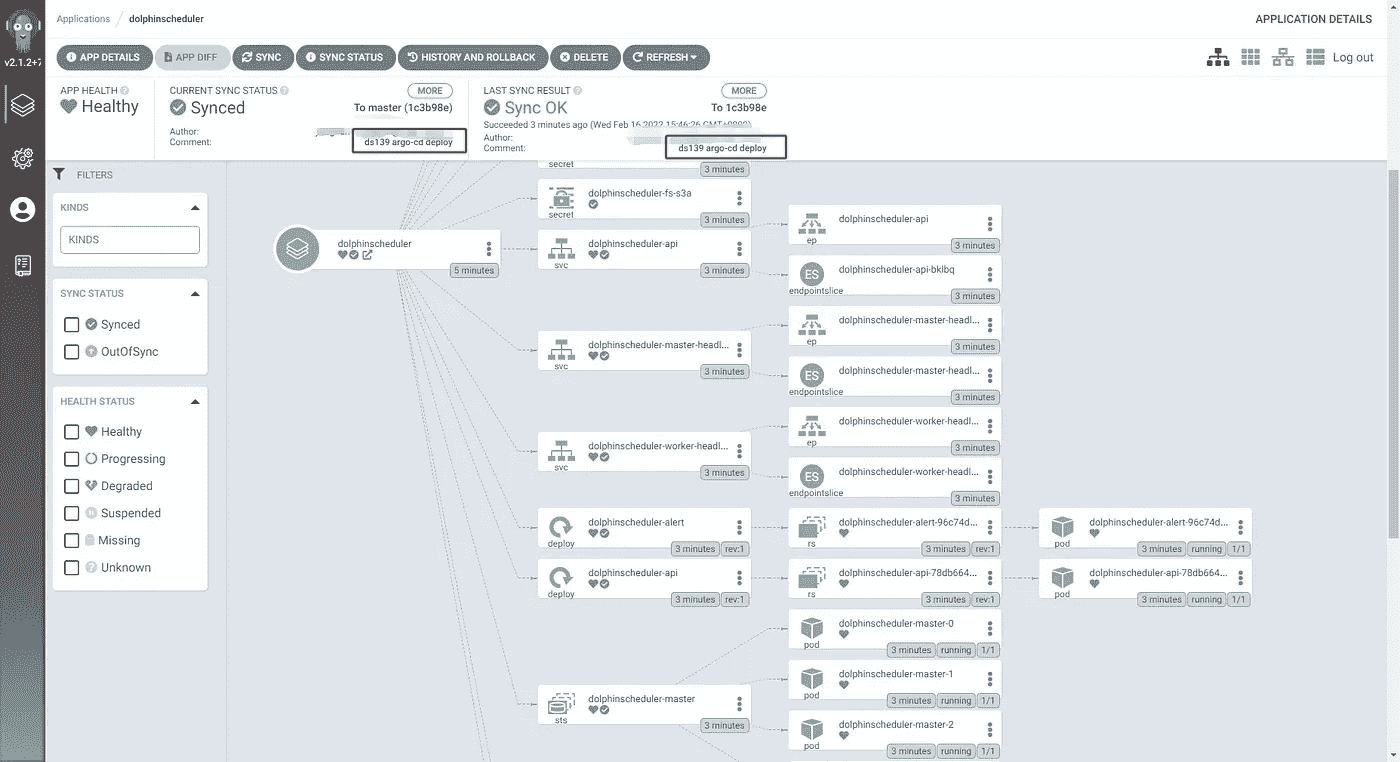 Applications / dolphinscheduler
APPLICATION DETAILS
v2.1.2+7
APP DETAILS
APP DIFF
SYNC
SYNC STATUS
HISTORY AND ROLLBACK
DELETE
REFRESH
Log out
APP HEALTH
Healthy
CURRENT SYNC STATUS
MORE
Synced
To master (1c3b98e)
Author:
Comment:
ds139 argo-cd deploy
LAST SYNC RESULT
MORE
Sync OK
To 1c3b98e
Succeeded 3 minutes ago (Wed Feb 16 2022 15:46:26 GMT+0800)
Author:
Comment:
ds139 argo-cd deploy
FILTERS
KINDS
KINDS
SYNC STATUS
Synced
OutOfSync
HEALTH STATUS
Healthy
Progressing
Degraded
Suspended
Missing
Unknown
dolphinscheduler
5 minutes
secret
3 minutes
dolphinscheduler-fs-s3a
secret
3 minutes
dolphinscheduler-api
svc
3 minutes
dolphinscheduler-api
ep
3 minutes
dolphinscheduler-api-bklbq
ES
endpointslice
3 minutes
dolphinscheduler-master-headl...
svc
3 minutes
dolphinscheduler-master-headl...
ep
3 minutes
dolphinscheduler-master-headl...
ES
endpointslice
3 minutes
dolphinscheduler-worker-headl...
svc
3 minutes
dolphinscheduler-worker-headl...
ep
3 minutes
dolphinscheduler-worker-headl...
ES
endpointslice
3 minutes
dolphinscheduler-alert
deploy
3 minutes rev:1
dolphinscheduler-alert-96c74d...
rs
3 minutes rev:1
dolphinscheduler-alert-96c74d...
pod
3 minutes running 1/1
dolphinscheduler-api
deploy
3 minutes rev:1
dolphinscheduler-api-78db664...
rs
3 minutes rev:1
dolphinscheduler-api-78db664...
pod
3 minutes running 1/1
dolphinscheduler-master
sts
3 minutes
dolphinscheduler-master-0
pod
3 minutes running 1/1
dolphinscheduler-master-1
pod
3 minutes running 1/1
dolphinscheduler-master-2
pod
3 minutes running 1/1